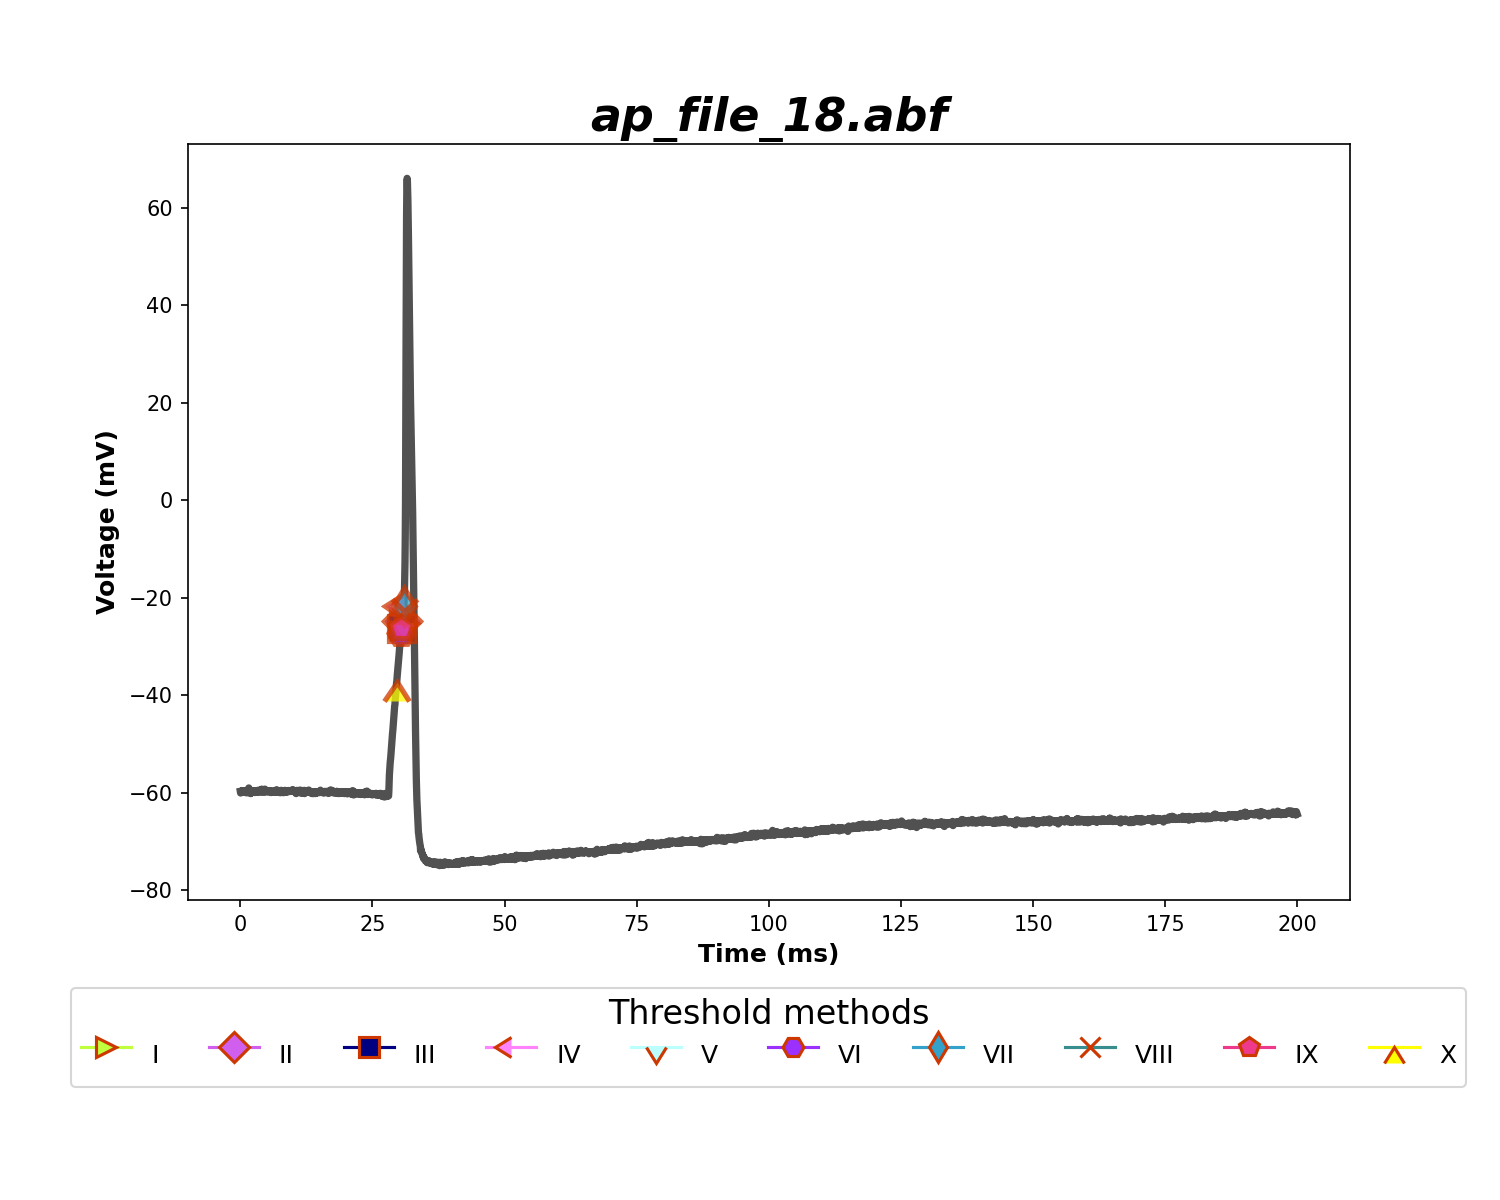 ap_file_18.abf
60
40
20
0
−20
−40
−60
−80
Voltage (mV)
0 25 50 75 100 125 150 175 200
Time (ms)
Threshold methods
I II III IV V VI VII VIII IX X